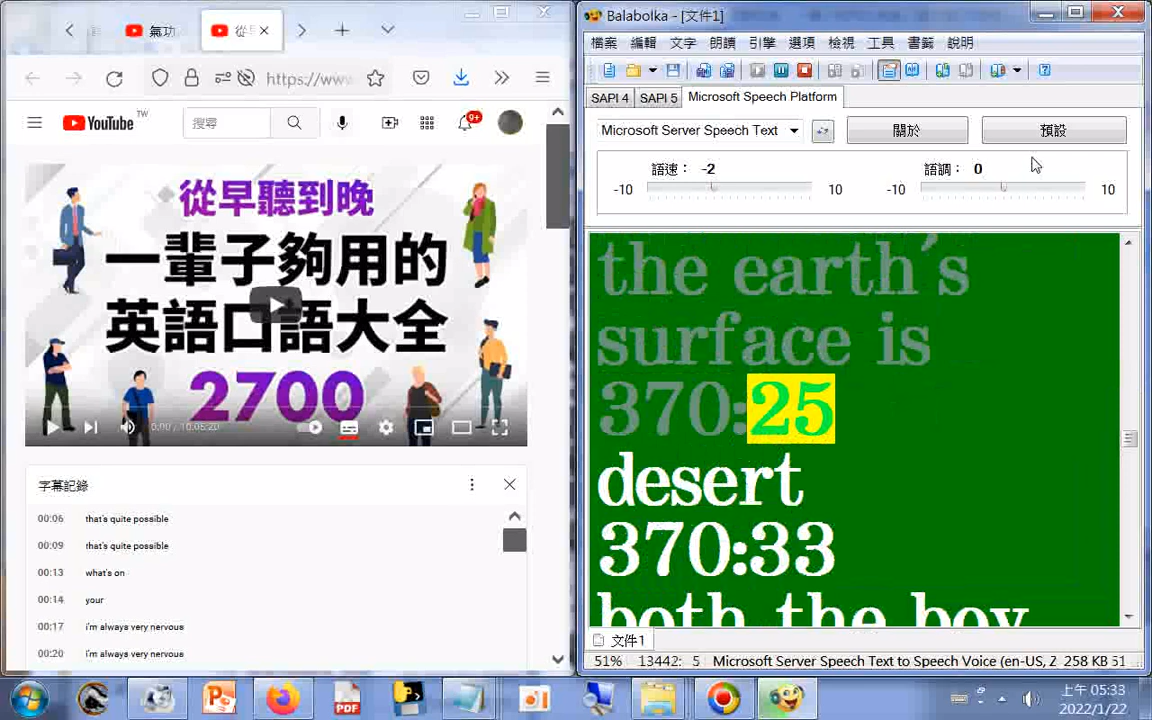 氣功
從
https://www.
YouTube TW
搜尋
9+
從早聽到晚
一輩子夠用的
英語口語大全
2700
0:00 / 10:05:20
字幕記錄
00:06 that's quite possible
00:09 that's quite possible
00:13 what's on
00:14 your
00:17 i'm always very nervous
00:20 i'm always very nervous
Balabolka - [文件1]
檔案 編輯 文字 朗讀 引擎 選項 檢視 工具 書籤 說明
SAPI 4 SAPI 5 Microsoft Speech Platform
Microsoft Server Speech Text
關於
預設
語速： -2
語調： 0
-10 10 -10 10
the earth's
surface is
370:25
desert
370:33
both the boy
文件1
51% 13442: 5 Microsoft Server Speech Text to Speech Voice (en-US, Z 258 KB 51
PDF
上午 05:33
2022/1/22